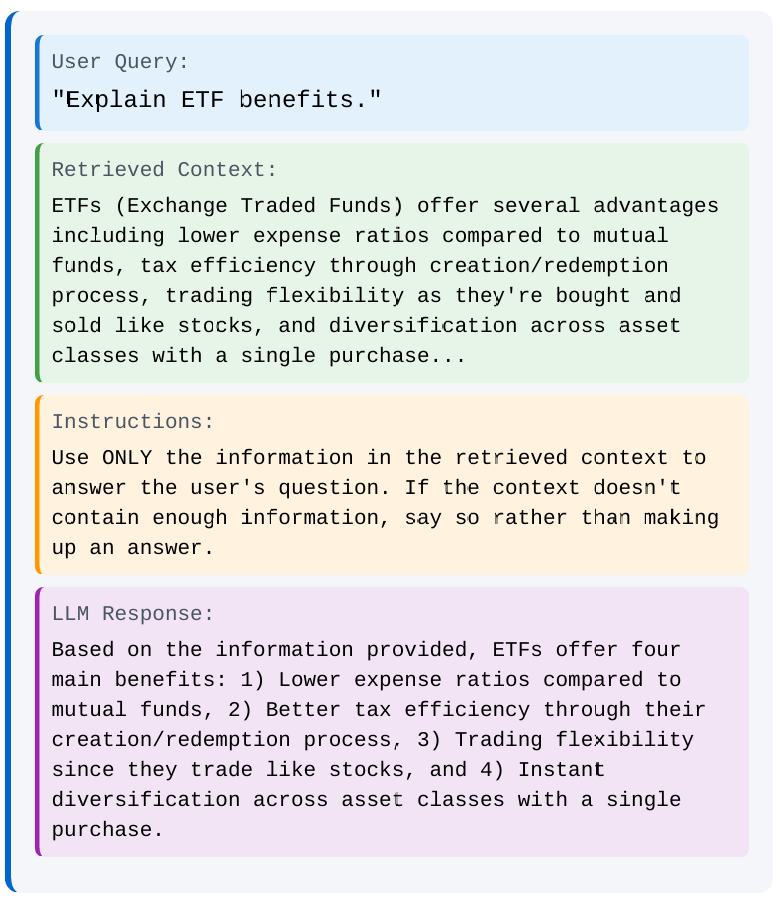 User Query:
"Explain ETF benefits."
Retrieved Context:
ETFs (Exchange Traded Funds) offer several advantages
including lower expense ratios compared to mutual
funds, tax efficiency through creation/redemption
process, trading flexibility as they're bought and
sold like stocks, and diversification across asset
classes with a single purchase...
Instructions:
Use ONLY the information in the retrieved context to
answer the user's question. If the context doesn't
contain enough information, say so rather than making
up an answer.
LLM Response:
Based on the information provided, ETFs offer four
main benefits: 1) Lower expense ratios compared to
mutual funds, 2) Better tax efficiency through their
creation/redemption process, 3) Trading flexibility
since they trade like stocks, and 4) Instant
diversification across asset classes with a single
purchase.